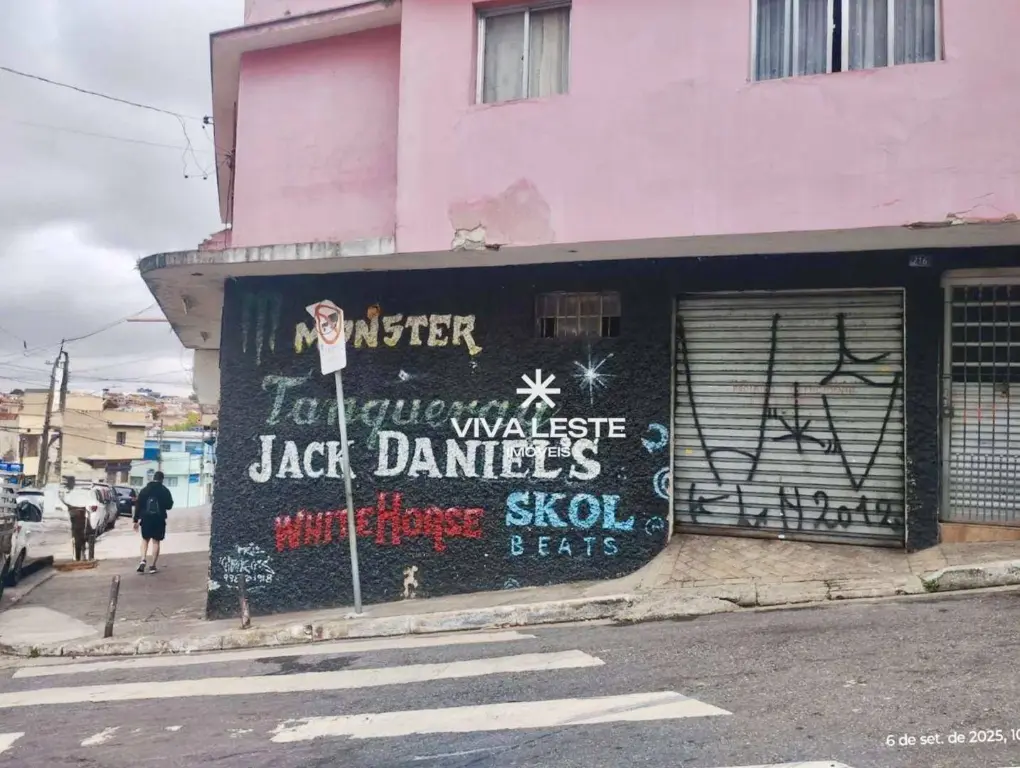 MONSTER
Tanqueray
JACK DANIEL'S
VIVA LESTE
IMÓVEIS
WHITE HORSE
SKOL
BEATS
6 de set. de 2025, 10